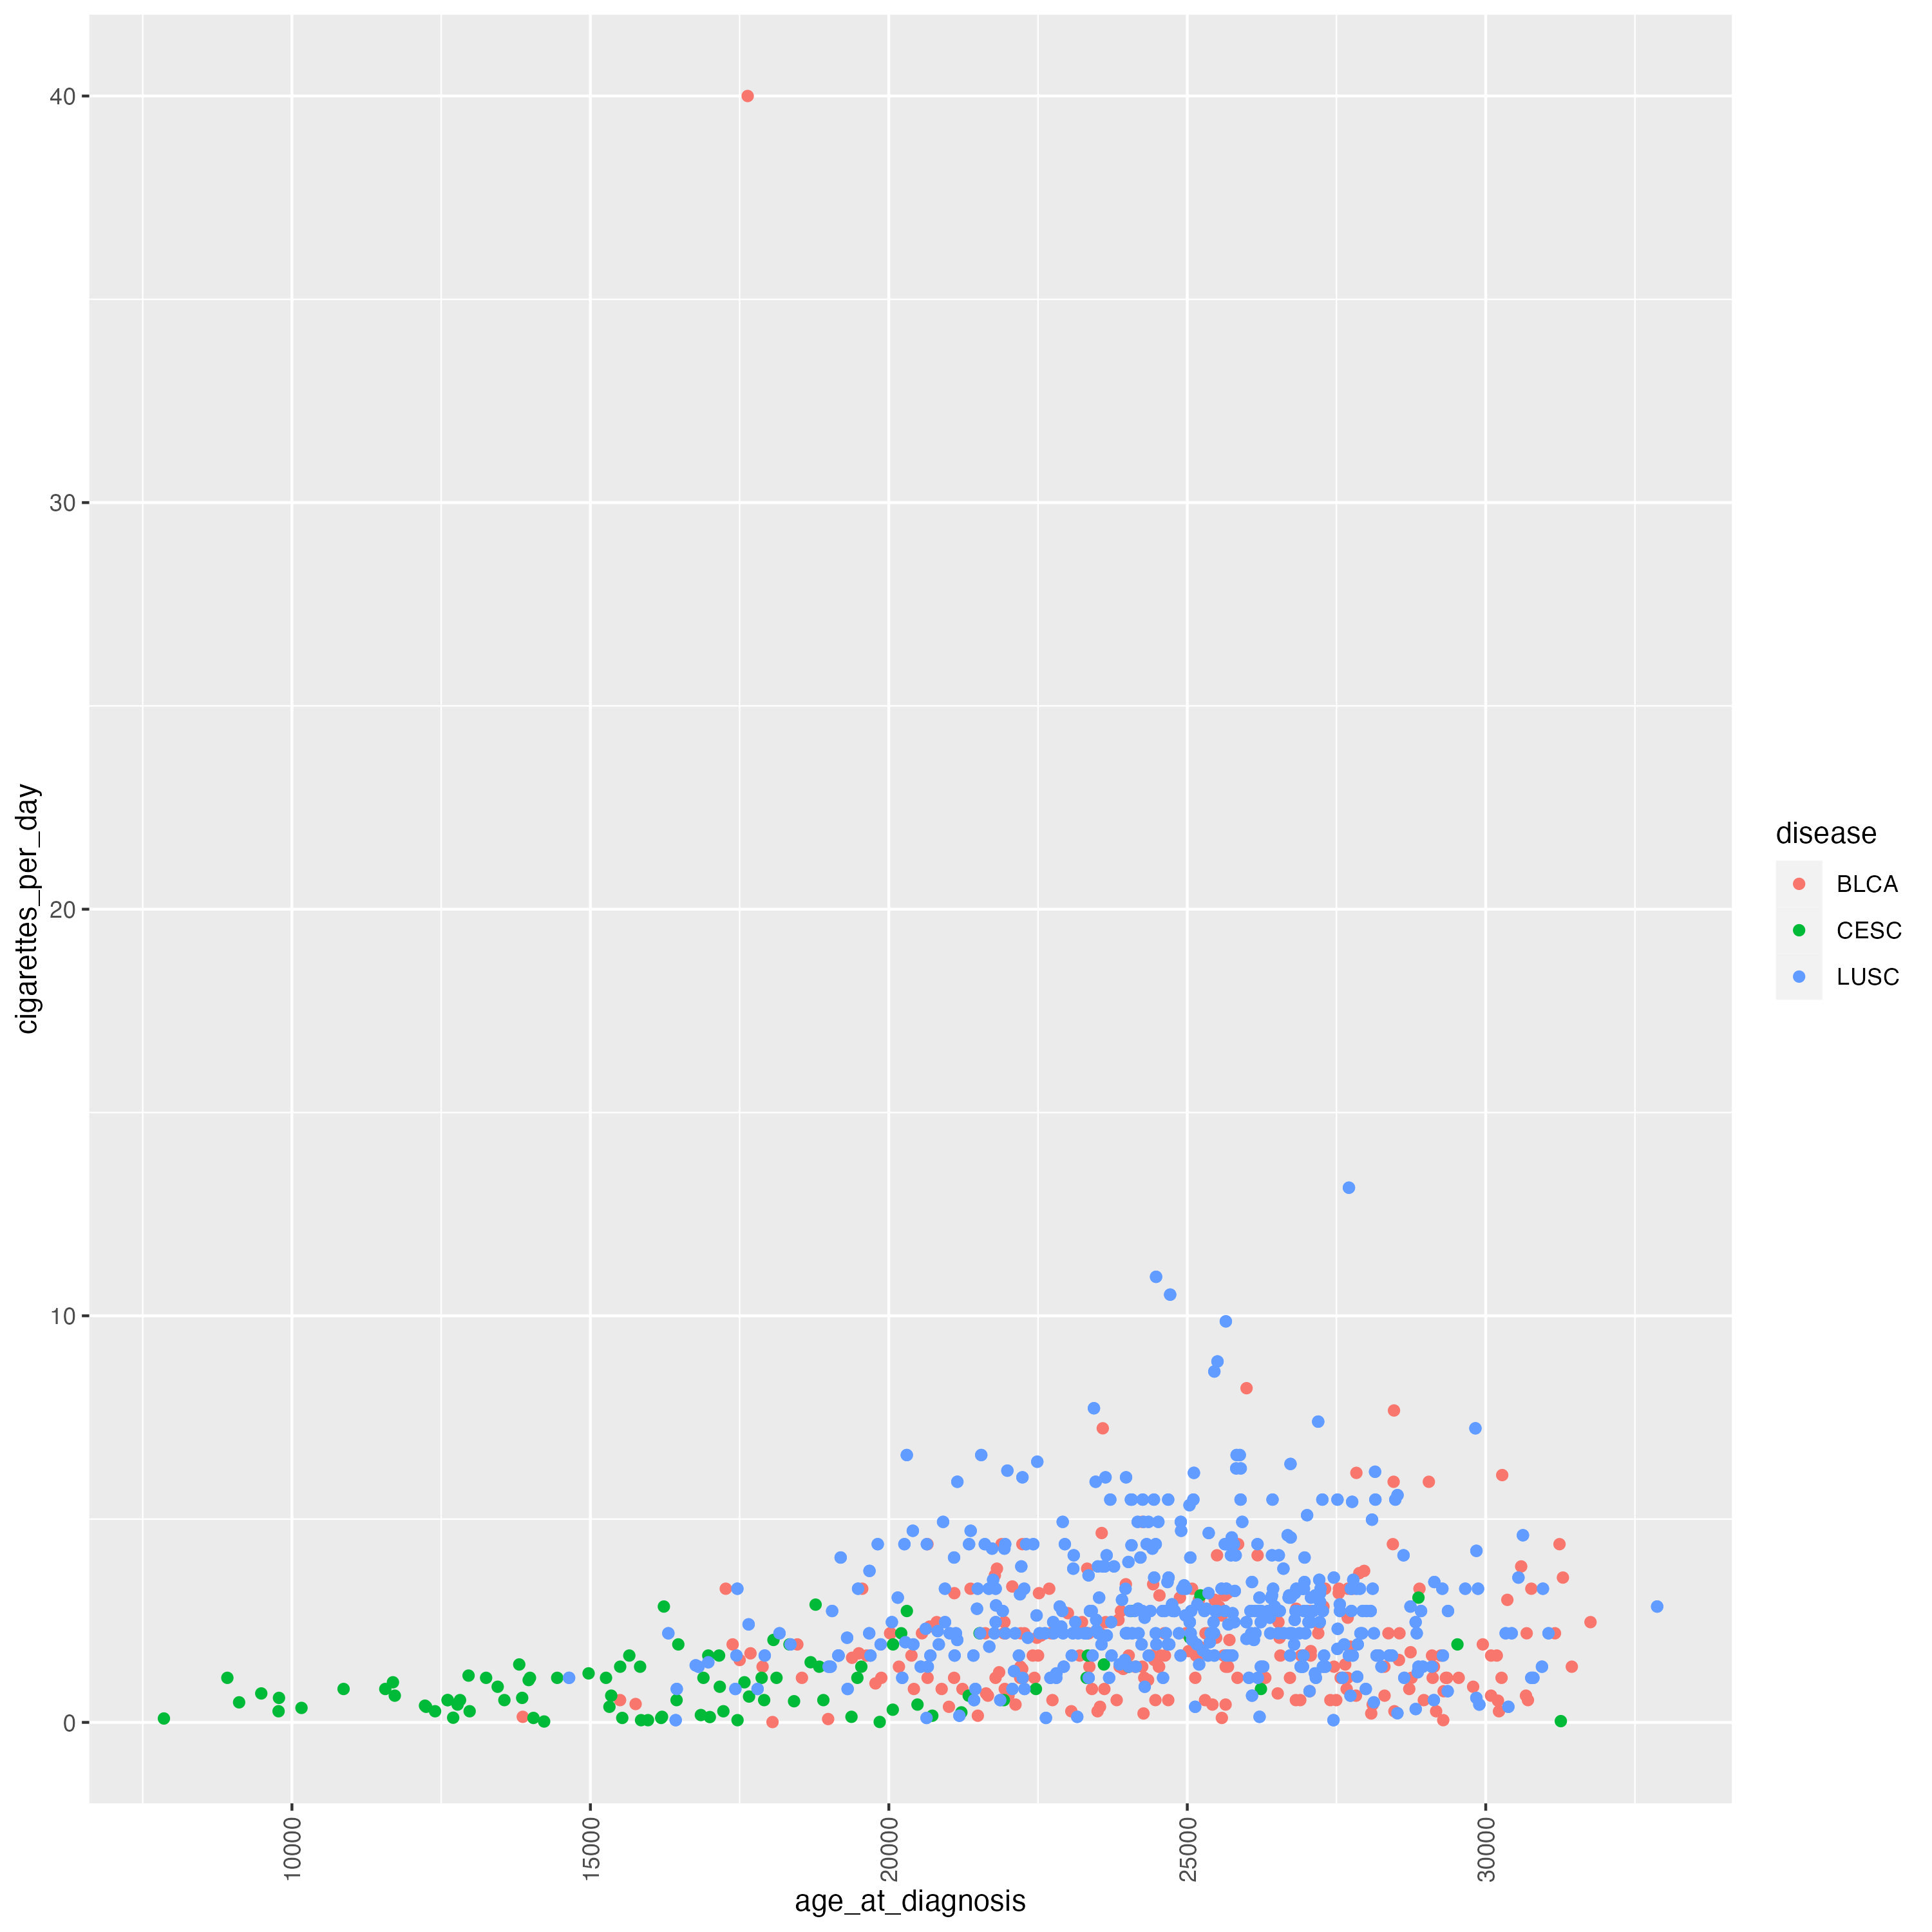 40
30
20
10
0
cigarettes_per_day
10000
15000
20000
25000
30000
age_at_diagnosis
disease
BLCA
CESC
LUSC